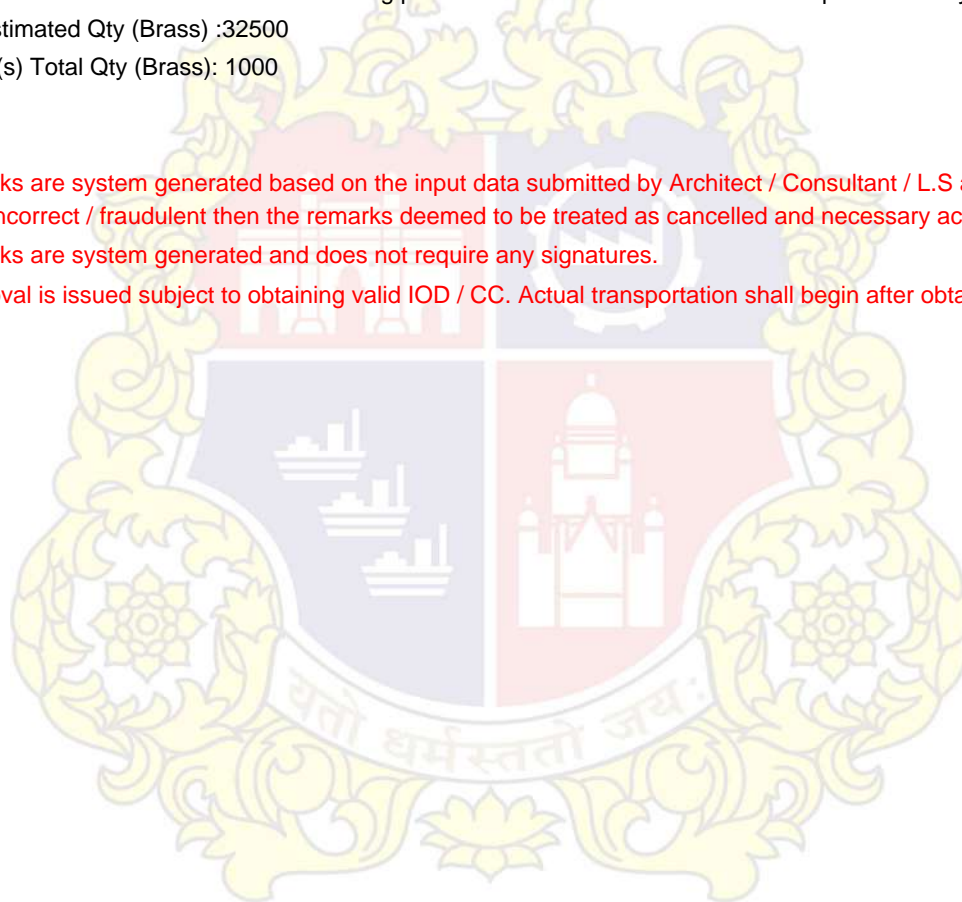 stimated Qty (Brass) :32500
(s) Total Qty (Brass): 1000
ks are system generated based on the input data submitted by Architect / Consultant / L.S
ncorrect / fraudulent then the remarks deemed to be treated as cancelled and necessary
ks are system generated and does not require any signatures.
val is issued subject to obtaining valid IOD / CC. Actual transportation shall begin after
यतो धर्मस्ततो जय: